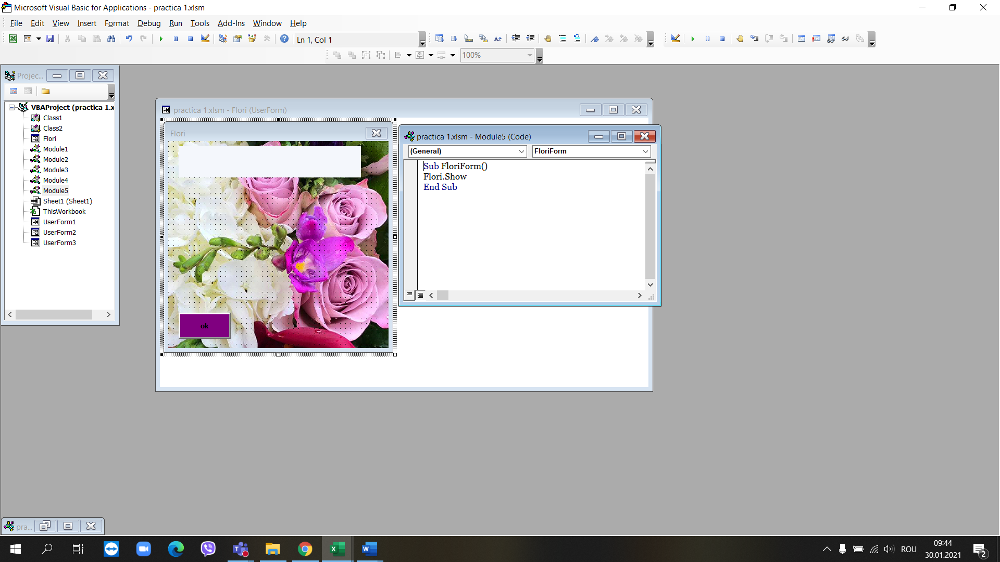 Microsoft Visual Basic for Applications - practica 1.xlsm
File Edit View Insert Format Debug Run Tools Add-Ins Window Help
Ln 1, Col 1
100%
Projec...
VBAProject (practica 1.x
Class1
Class2
Flori
Module1
Module2
Module3
Module4
Module5
Sheet1 (Sheet1)
ThisWorkbook
UserForm1
UserForm2
UserForm3
practica 1.xlsm - Flori (UserForm)
Flori
ok
practica 1.xlsm - Module5 (Code)
(General) FloriForm
Sub FloriForm()
Flori.Show
End Sub
pra...
ROU
09:44
30.01.2021
2